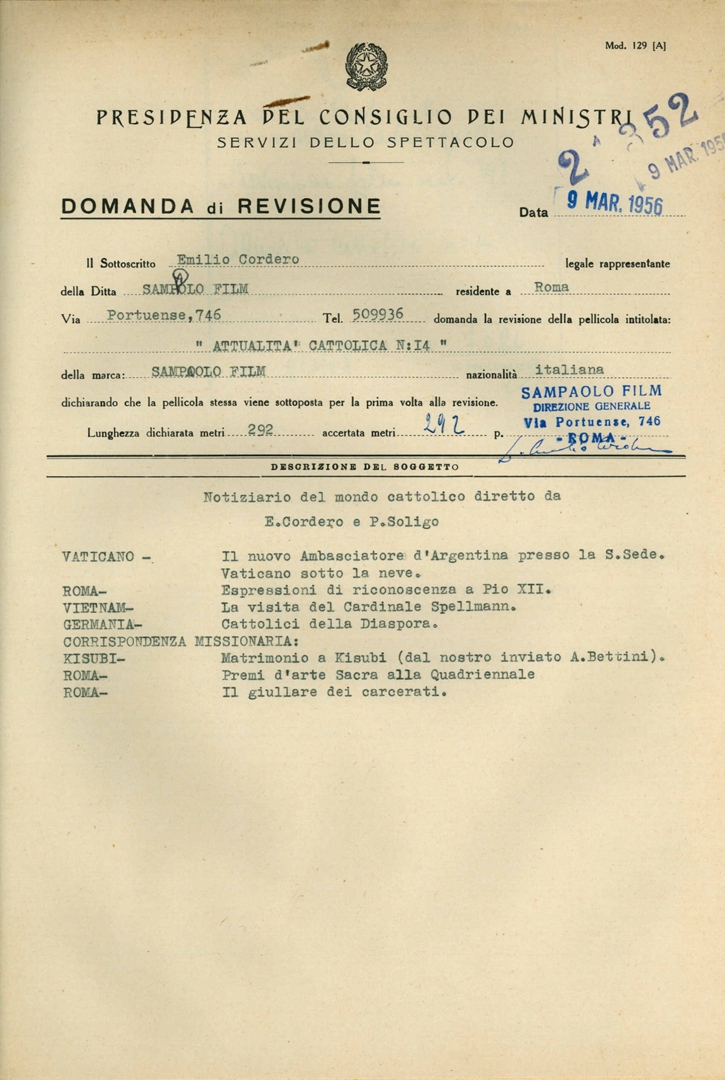 Mod. 129 [A]
PRESIDENZA DEL CONSIGLIO DEI MINISTRI
SERVIZI DELLO SPETTACOLO
352
9 MAR. 195
DOMANDA di REVISIONE
Data 9 MAR. 1956
Il Sottoscritto Emilio Cordero legale rappresentante
della Ditta SAMPAOLO FILM residente a Roma
Via Portuense,746 Tel. 509936 domanda la revisione della pellicola intitolata:
" ATTUALITA' CATTOLICA N:I4 "
della marca: SAMPAOLO FILM nazionalità italiana
dichiarando che la pellicola stessa viene sottoposta per la prima volta alla revisione.
SAMPAOLO FILM
DIREZIONE GENERALE
Via Portuense, 746
- ROMA -
Lunghezza dichiarata metri 292 accertata metri 292 p.
DESCRIZIONE DEL SOGGETTO
Notiziario del mondo cattolico diretto da
E.Cordero e P.Soligo
VATICANO - Il nuovo Ambasciatore d'Argentina presso la S.Sede.
Vaticano sotto la neve.
ROMA- Espressioni di riconoscenza a Pio XII.
VIETNAM- La visita del Cardinale Spellmann.
GERMANIA- Cattolici della Diaspora.
CORRISPONDENZA MISSIONARIA:
KISUBI- Matrimonio a Kisubi (dal nostro inviato A.Bettini).
ROMA- Premi d'arte Sacra alla Quadriennale
ROMA- Il giullare dei carcerati.